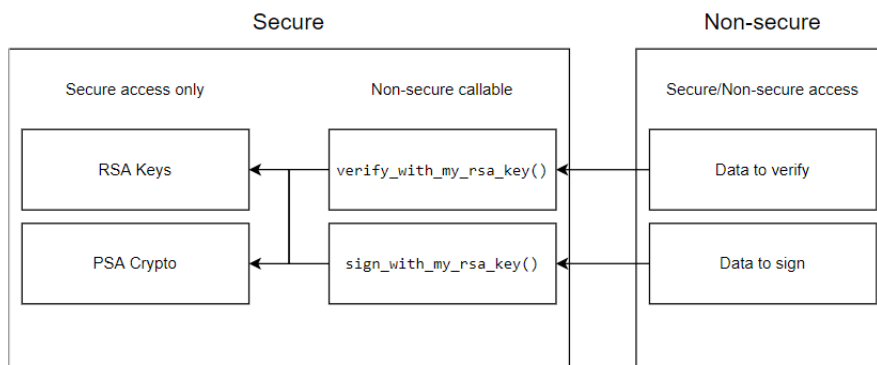 Secure
Non-secure
Secure access only
Non-secure callable
Secure/Non-secure access
RSA Keys
verify_with_my_rsa_key()
Data to verify
PSA Crypto
sign_with_my_rsa_key()
Data to sign